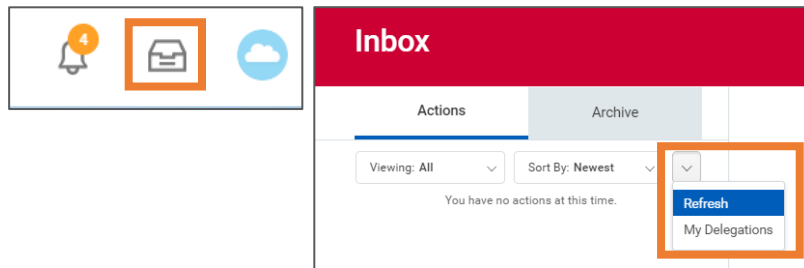 4
Inbox
Actions
Archive
Viewing: All
Sort By: Newest
You have no actions at this time.
Refresh
My Delegations